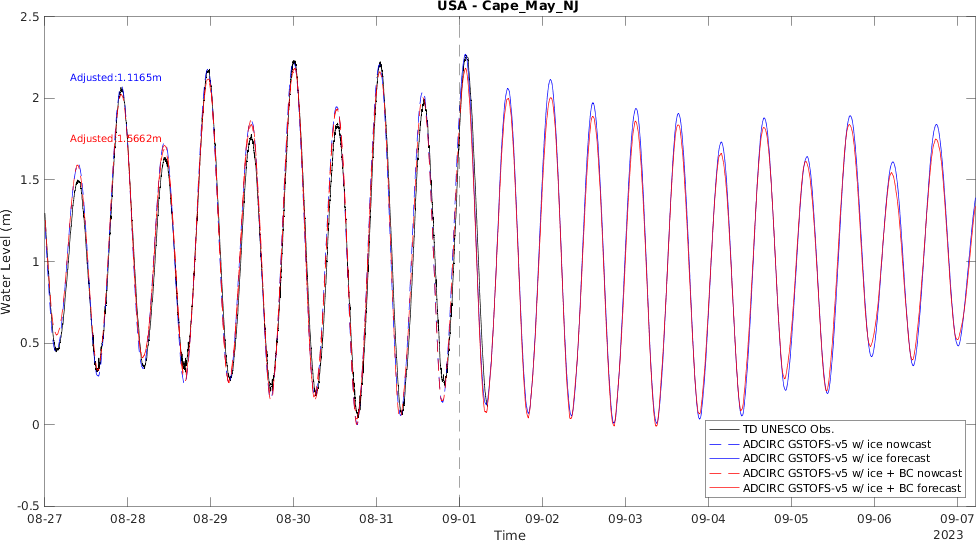 USA - Cape_May_NJ
2.5
2
1.5
1
0.5
0
-0.5
Water Level (m)
Adjusted:1.1165m
Adjusted:1.5662m
TD UNESCO Obs.
ADCIRC GSTOFS-v5 w/ ice nowcast
ADCIRC GSTOFS-v5 w/ ice forecast
ADCIRC GSTOFS-v5 w/ ice + BC nowcast
ADCIRC GSTOFS-v5 w/ ice + BC forecast
08-27 08-28 08-29 08-30 08-31 09-01 09-02 09-03 09-04 09-05 09-06 09-07
Time
2023